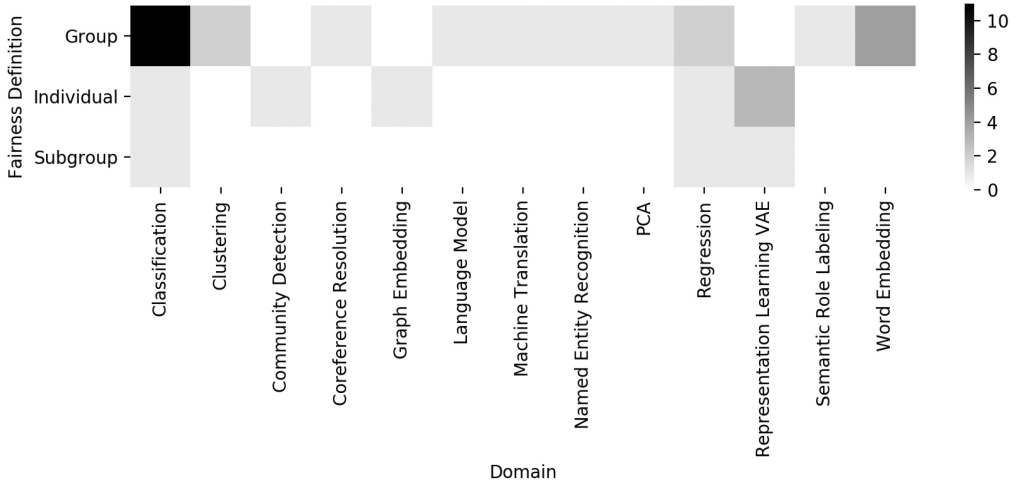 Fairness Definition
Group
Individual
Subgroup
Classification
Clustering
Community Detection
Coreference Resolution
Graph Embedding
Language Model
Machine Translation
Named Entity Recognition
PCA
Regression
Representation Learning VAE
Semantic Role Labeling
Word Embedding
Domain
10
8
6
4
2
0